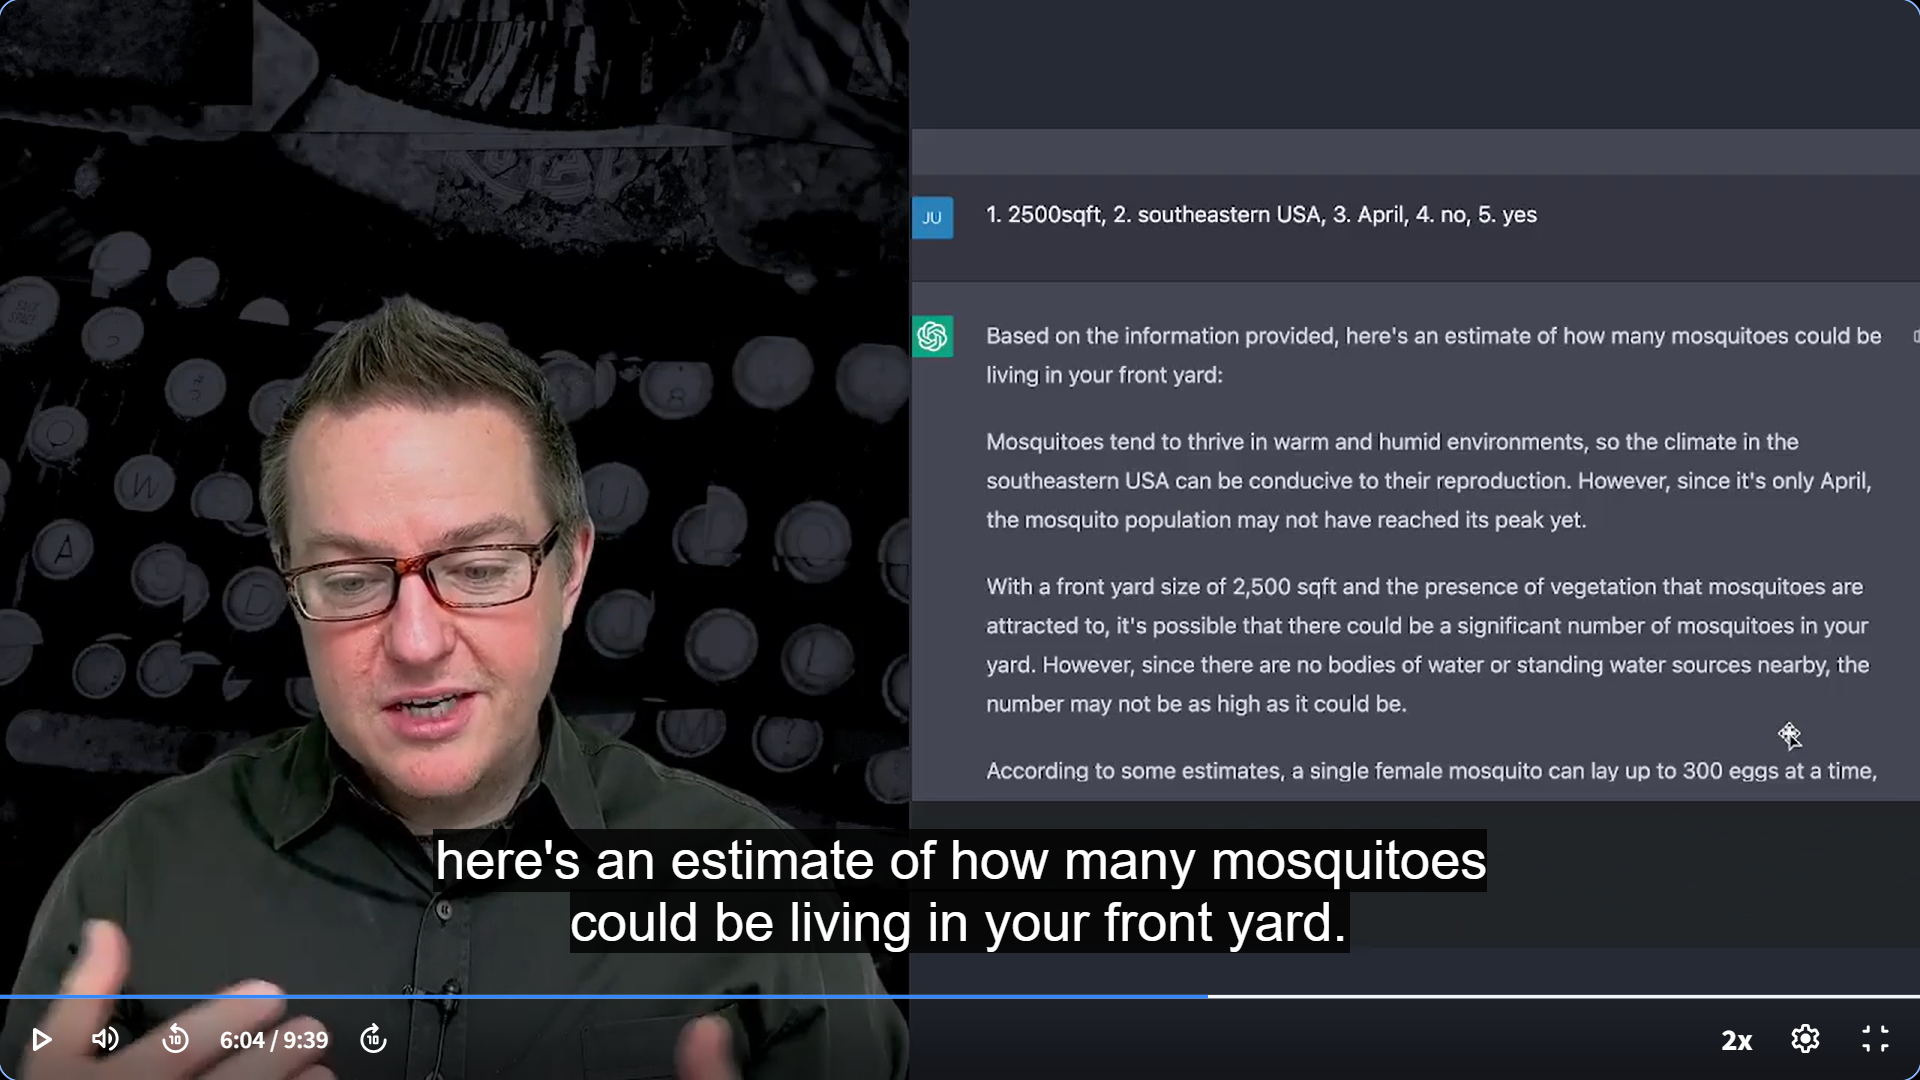 JU
1. 2500sqft, 2. southeastern USA, 3. April, 4. no, 5. yes
Based on the information provided, here's an estimate of how many mosquitoes could be
living in your front yard:
Mosquitoes tend to thrive in warm and humid environments, so the climate in the
southeastern USA can be conducive to their reproduction. However, since it's only April,
the mosquito population may not have reached its peak yet.
With a front yard size of 2,500 sqft and the presence of vegetation that mosquitoes are
attracted to, it's possible that there could be a significant number of mosquitoes in your
yard. However, since there are no bodies of water or standing water sources nearby, the
number may not be as high as it could be.
According to some estimates, a single female mosquito can lay up to 300 eggs at a time,
BACK
SPACE
2
3
8
O
W
U
A
S
D
J
L
M
?
here's an estimate of how many mosquitoes
could be living in your front yard.
10
6:04 / 9:39
10
2x